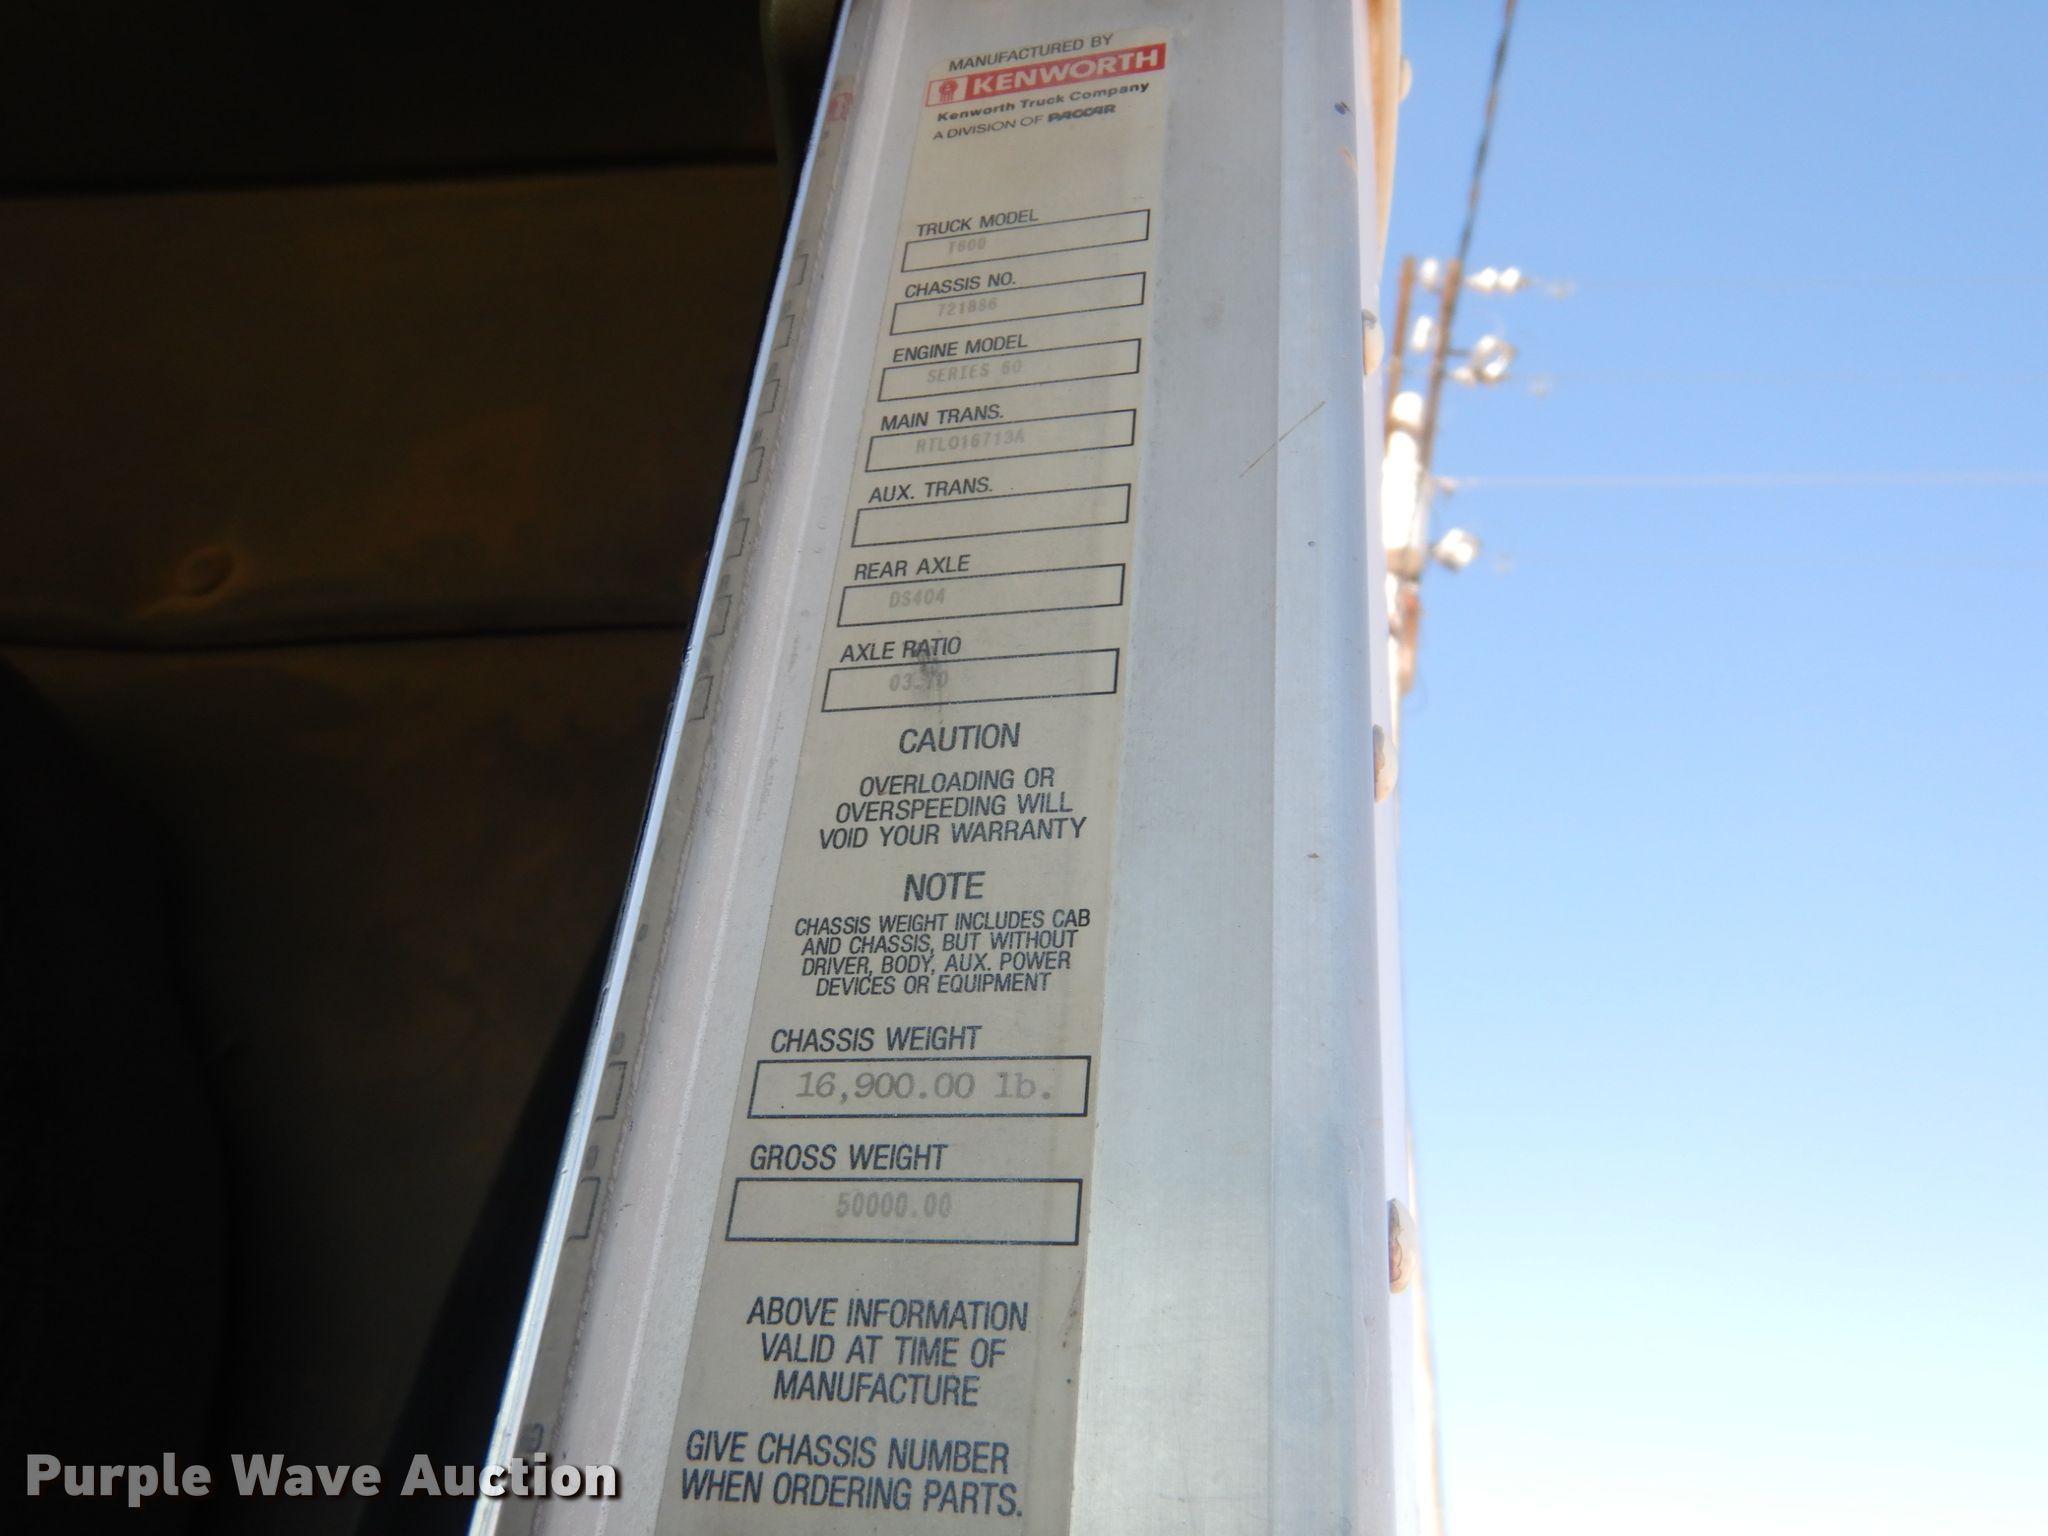 MANUFACTURED BY
KENWORTH
Kenworth Truck Company
A DIVISION OF PACCAR
TRUCK MODEL
T600
CHASSIS NO.
721886
ENGINE MODEL
SERIES 60
MAIN TRANS.
RTLO16713A
AUX. TRANS.
REAR AXLE
DS404
AXLE RATIO
CAUTION
OVERLOADING OR
OVERSPEEDING WILL
VOID YOUR WARRANTY
NOTE
CHASSIS WEIGHT INCLUDES CAB
AND CHASSIS, BUT WITHOUT
DRIVER, BODY, AUX. POWER
DEVICES OR EQUIPMENT
CHASSIS WEIGHT
16,900.00 lb.
GROSS WEIGHT
50000.00
ABOVE INFORMATION
VALID AT TIME OF
MANUFACTURE
GIVE CHASSIS NUMBER
WHEN ORDERING PARTS.
Purple Wave Auction